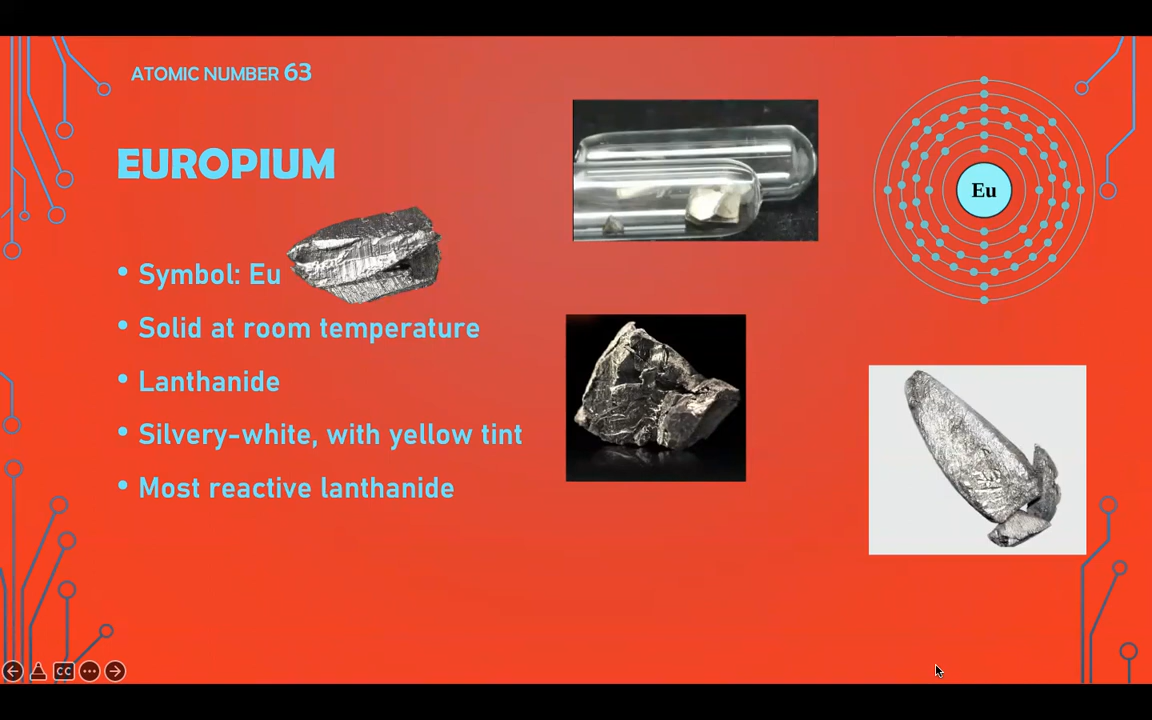 ATOMIC NUMBER 63
EUROPIUM
• Symbol: Eu
• Solid at room temperature
• Lanthanide
• Silvery-white, with yellow tint
• Most reactive lanthanide
Eu
CC